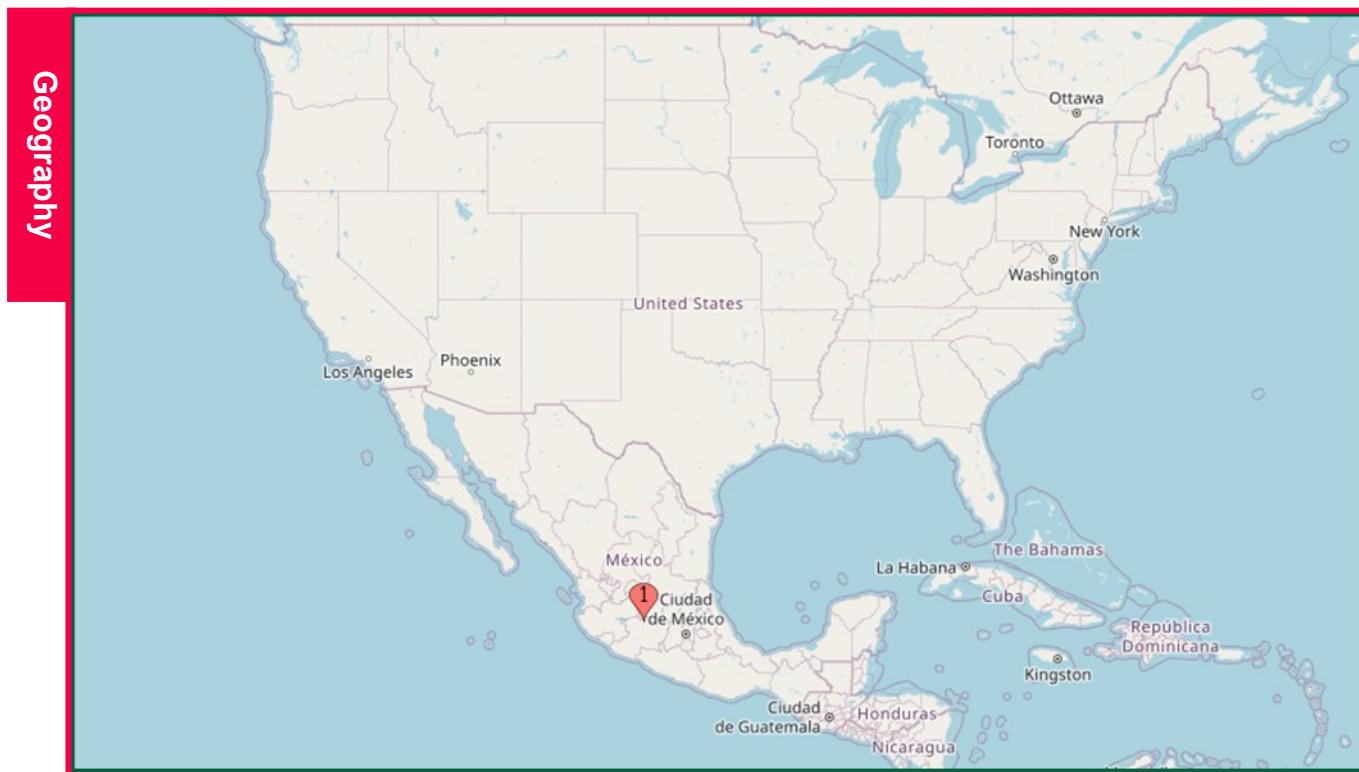 Geography
Ottawa
Toronto
New York
Washington
United States
Phoenix
Los Angeles
México
1
Ciudad
de México
La Habana
The Bahamas
Cuba
República
Dominicana
Kingston
Ciudad
de Guatemala
Honduras
Nicaragua